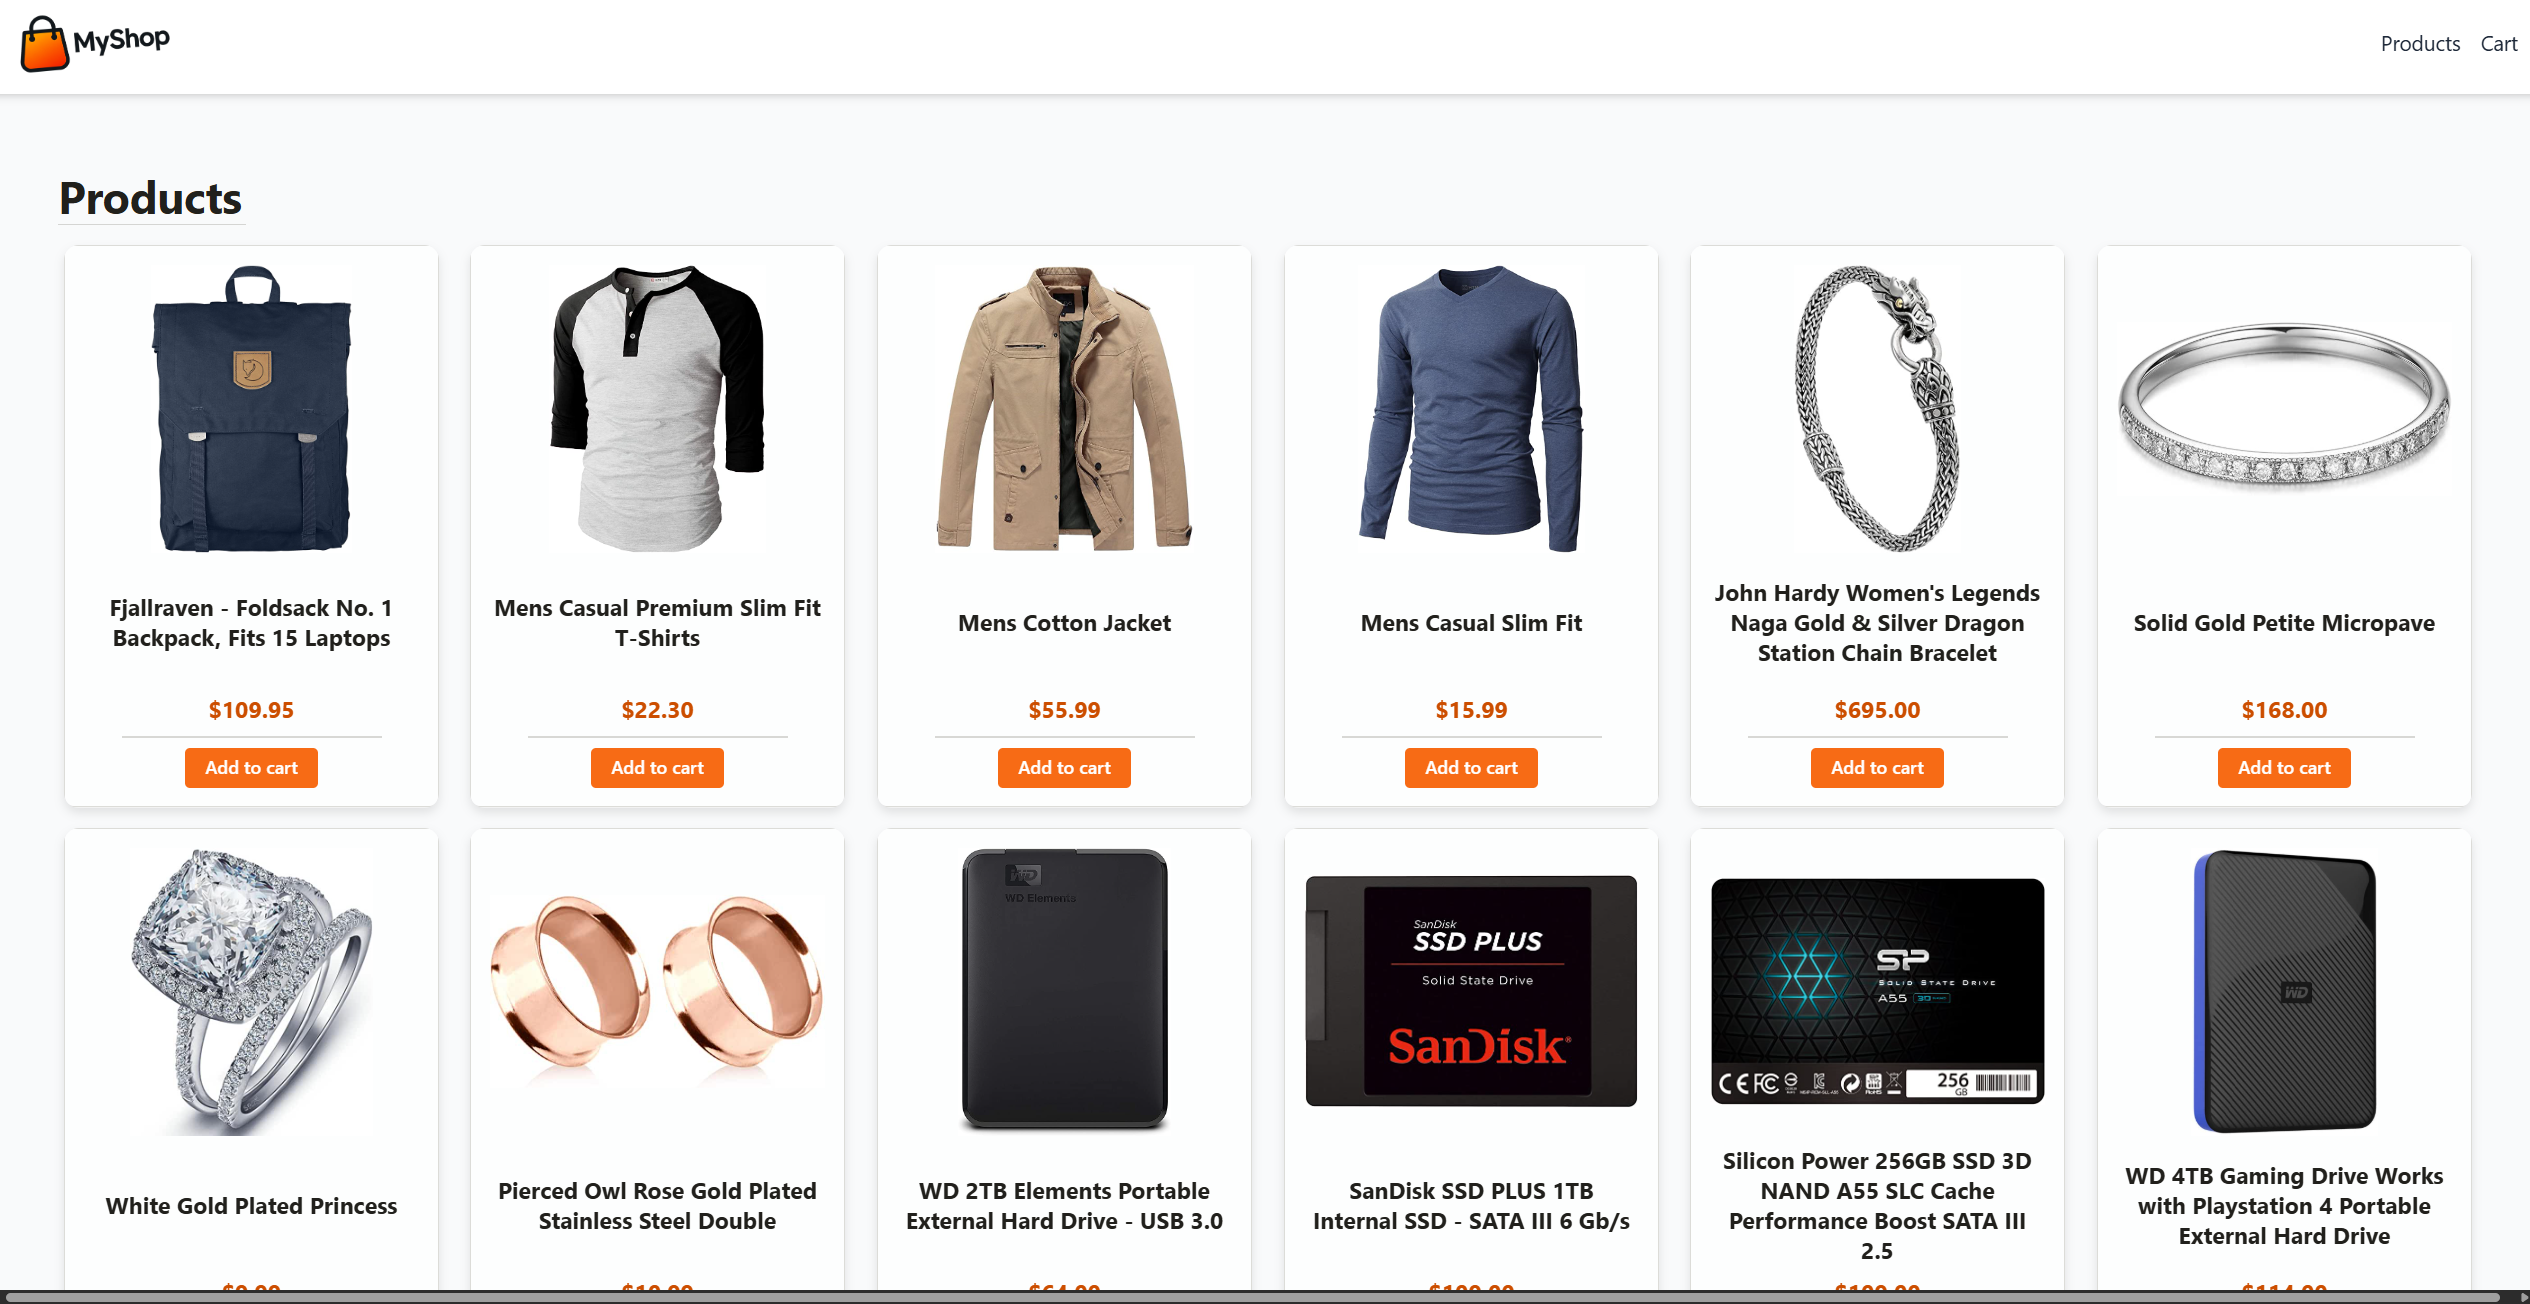 MyShop
Products Cart
Products
Fjallraven - Foldsack No. 1
Backpack, Fits 15 Laptops
$109.95
Add to cart
Mens Casual Premium Slim Fit
T-Shirts
$22.30
Add to cart
Mens Cotton Jacket
$55.99
Add to cart
Mens Casual Slim Fit
$15.99
Add to cart
John Hardy Women's Legends
Naga Gold & Silver Dragon
Station Chain Bracelet
$695.00
Add to cart
Solid Gold Petite Micropave
$168.00
Add to cart
White Gold Plated Princess
Pierced Owl Rose Gold Plated
Stainless Steel Double
WD
WD Elements
WD 2TB Elements Portable
External Hard Drive - USB 3.0
SanDisk
SSD PLUS
Solid State Drive
SanDisk
SanDisk SSD PLUS 1TB
Internal SSD - SATA III 6 Gb/s
SP
SOLID STATE DRIVE
A55
CE FC
256
GB
Silicon Power 256GB SSD 3D
NAND A55 SLC Cache
Performance Boost SATA III
2.5
WD
WD 4TB Gaming Drive Works
with Playstation 4 Portable
External Hard Drive